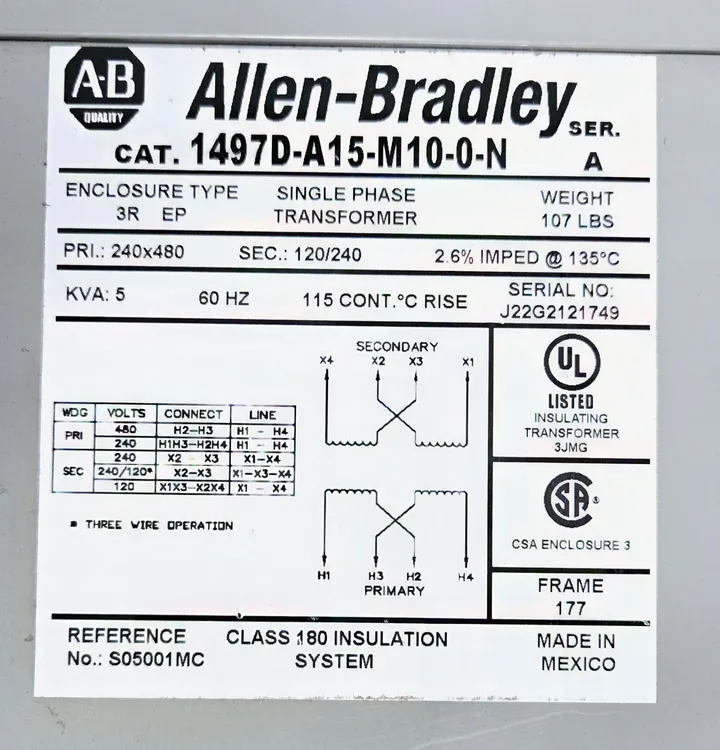 A-B
QUALITY
Allen-Bradley
SER.
CAT. 1497D-A15-M10-0-N A
ENCLOSURE TYPE SINGLE PHASE WEIGHT
3R EP TRANSFORMER 107 LBS
PRI.: 240x480 SEC.: 120/240 2.6% IMPED @ 135°C
KVA: 5 60 HZ 115 CONT.°C RISE SERIAL NO:
J22G2121749
SECONDARY
X4 X2 X3 X1
WDG VOLTS CONNECT LINE
PRI 480 H2-H3 H1 - H4
240 H1H3-H2H4 H1 - H4
SEC 240 X2 - X3 X1-X4
240/120* X2-X3 X1-X3-X4
120 X1X3-X2X4 X1 - X4
* THREE WIRE OPERATION
H1 H3 H2 H4
PRIMARY
UL
LISTED
INSULATING
TRANSFORMER
3JMG
SA ®
CSA ENCLOSURE 3
FRAME
177
REFERENCE CLASS 180 INSULATION MADE IN
No.: S05001MC SYSTEM MEXICO